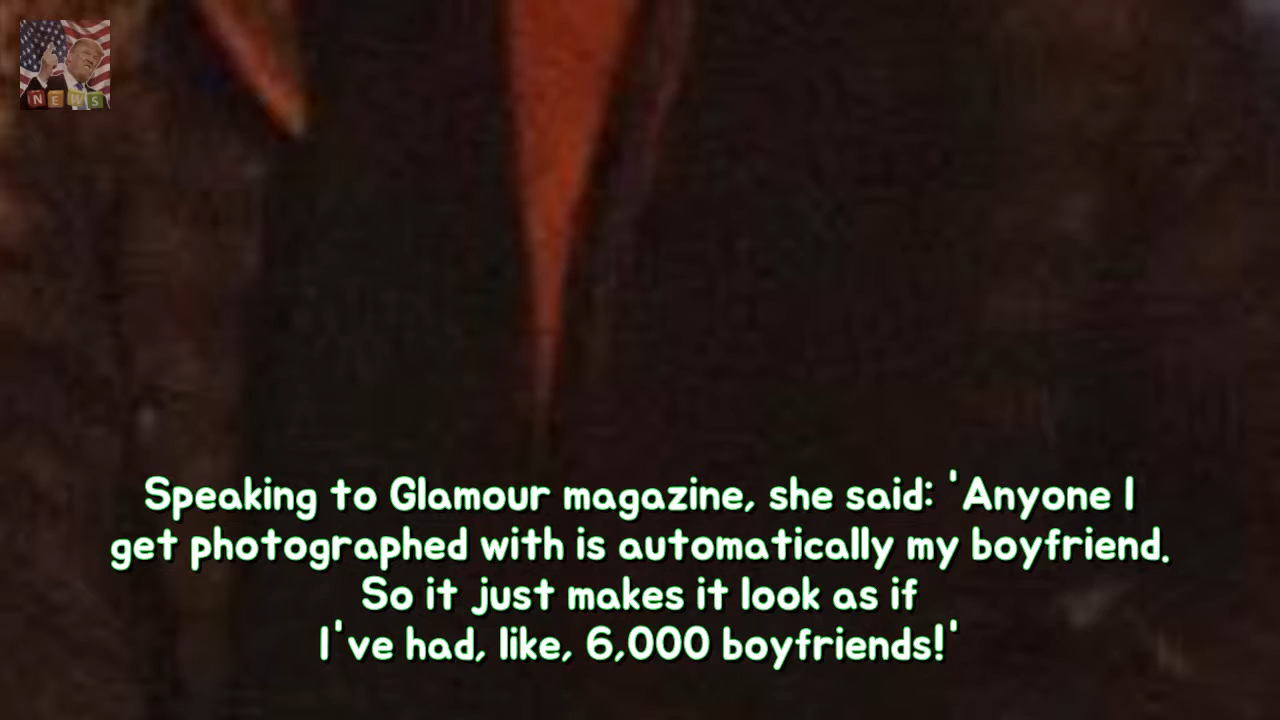 NEWS
Speaking to Glamour magazine, she said: 'Anyone I
get photographed with is automatically my boyfriend.
So it just makes it look as if
I've had, like, 6,000 boyfriends!'